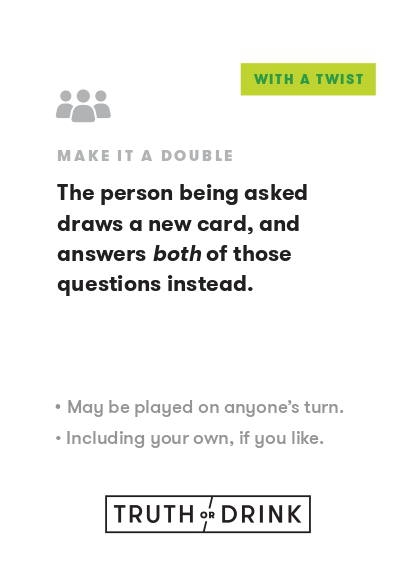 WITH A TWIST
MAKE IT A DOUBLE
The person being asked
draws a new card, and
answers both of those
questions instead.
• May be played on anyone’s turn.
• Including your own, if you like.
TRUTH OR DRINK